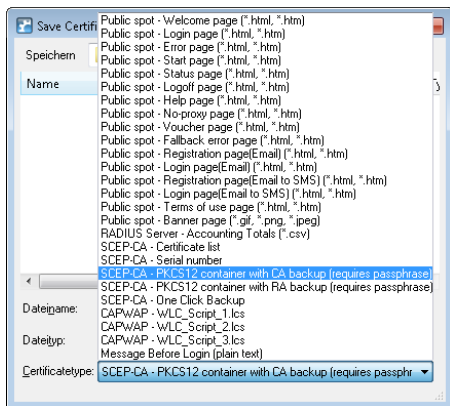 Save Certifi
Public spot - Welcome page (*.html, *.htm)
Public spot - Login page (*.html, *.htm)
Public spot - Error page (*.html, *.htm)
Public spot - Start page (*.html, *.htm)
Public spot - Status page (*.html, *.htm)
Public spot - Logoff page (*.html, *.htm)
Public spot - Help page (*.html, *.htm)
Public spot - No-proxy page (*.html, *.htm)
Public spot - Voucher page (*.html, *.htm)
Public spot - Fallback error page (*.html, *.htm)
Public spot - Registration page(Email) (*.html, *.htm)
Public spot - Login page(Email) (*.html, *.htm)
Public spot - Registration page(Email to SMS) (*.html, *.htm)
Public spot - Login page(Email to SMS) (*.html, *.htm)
Public spot - Terms of use page (*.html, *.htm)
Public spot - Banner page (*.gif, *.png, *.jpeg)
RADIUS Server - Accounting Totals (*.csv)
SCEP-CA - Certificate list
SCEP-CA - Serial number
SCEP-CA - PKCS12 container with CA backup (requires passphrase)
SCEP-CA - PKCS12 container with RA backup (requires passphrase)
SCEP-CA - One Click Backup
CAPWAP - WLC_Script_1.lcs
CAPWAP - WLC_Script_2.lcs
CAPWAP - WLC_Script_3.lcs
Message Before Login (plain text)
Speichern
Name
Dateiname:
Dateityp:
Certificatetype: SCEP-CA - PKCS12 container with CA backup (requires passphr